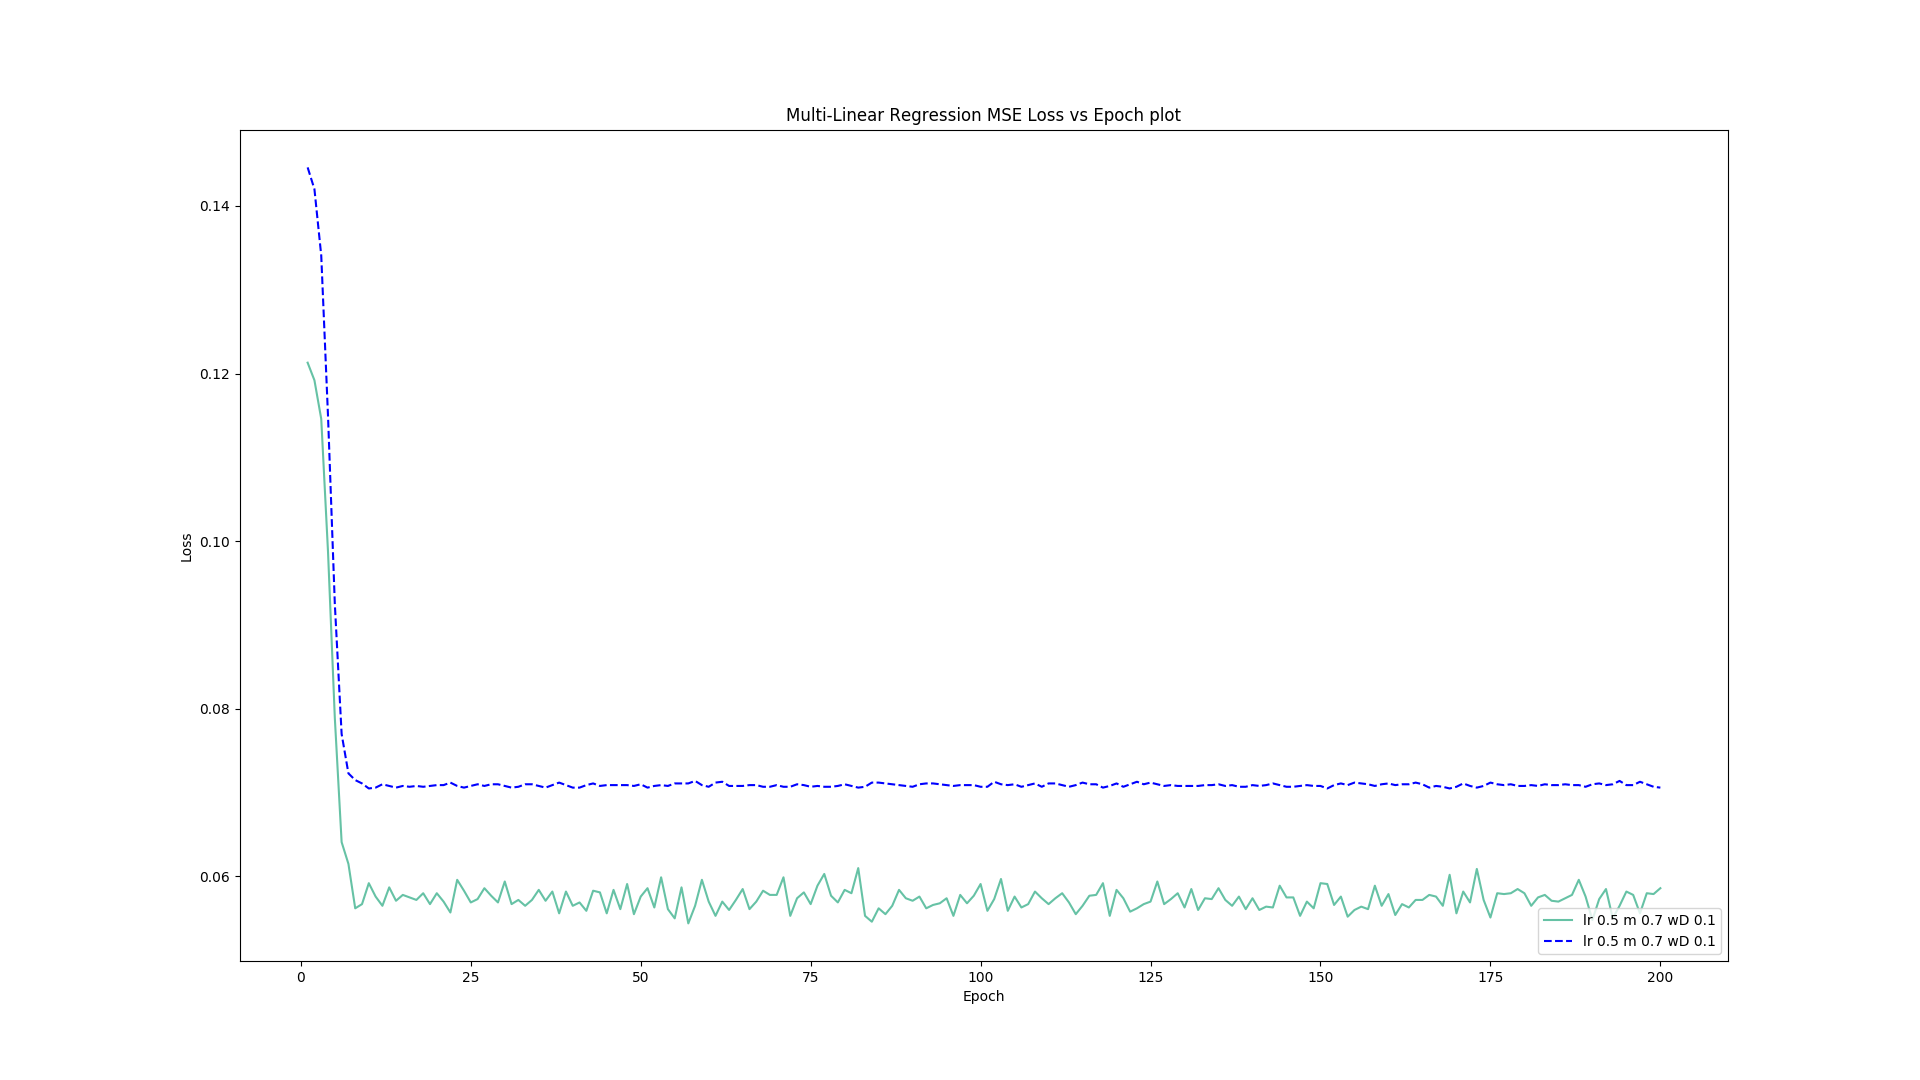 Multi-Linear Regression MSE Loss vs Epoch plot
0.14
0.12
0.10
0.08
0.06
Loss
lr 0.5 m 0.7 wD 0.1
lr 0.5 m 0.7 wD 0.1
0 25 50 75 100 125 150 175 200
Epoch